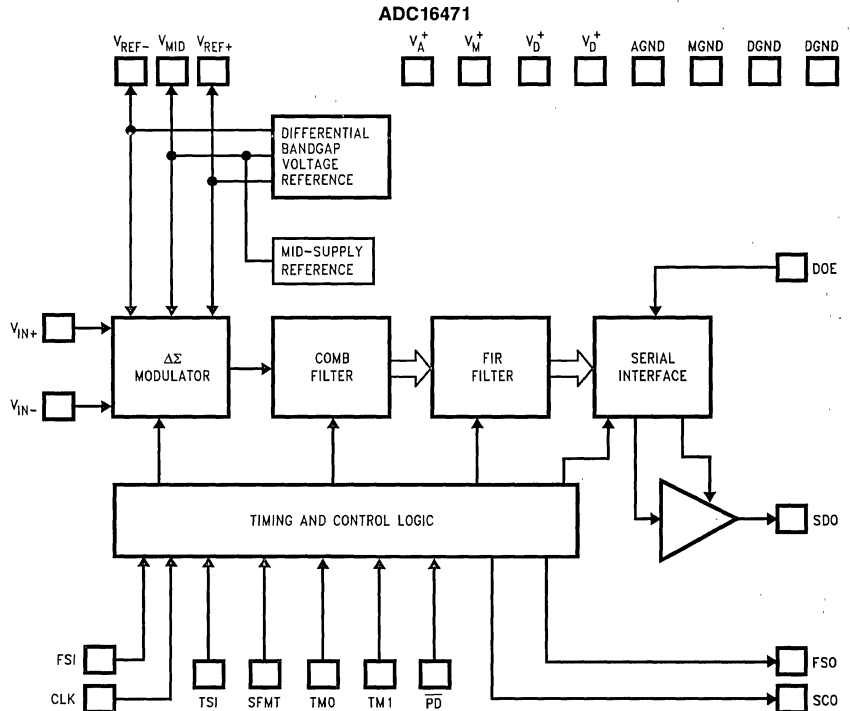 ADC16471
VREF- VMID VREF+ VA+ VM+ VD+ VD+ AGND MGND DGND DGND
DIFFERENTIAL
BANDGAP
VOLTAGE
REFERENCE
MID-SUPPLY
REFERENCE
DOE
VIN+
ΔΣ
MODULATOR
COMB
FILTER
FIR
FILTER
SERIAL
INTERFACE
VIN-
TIMING AND CONTROL LOGIC
SDO
FSI
FSO
CLK
TSI SFMT TM0 TM1 P̅D̅
SCO